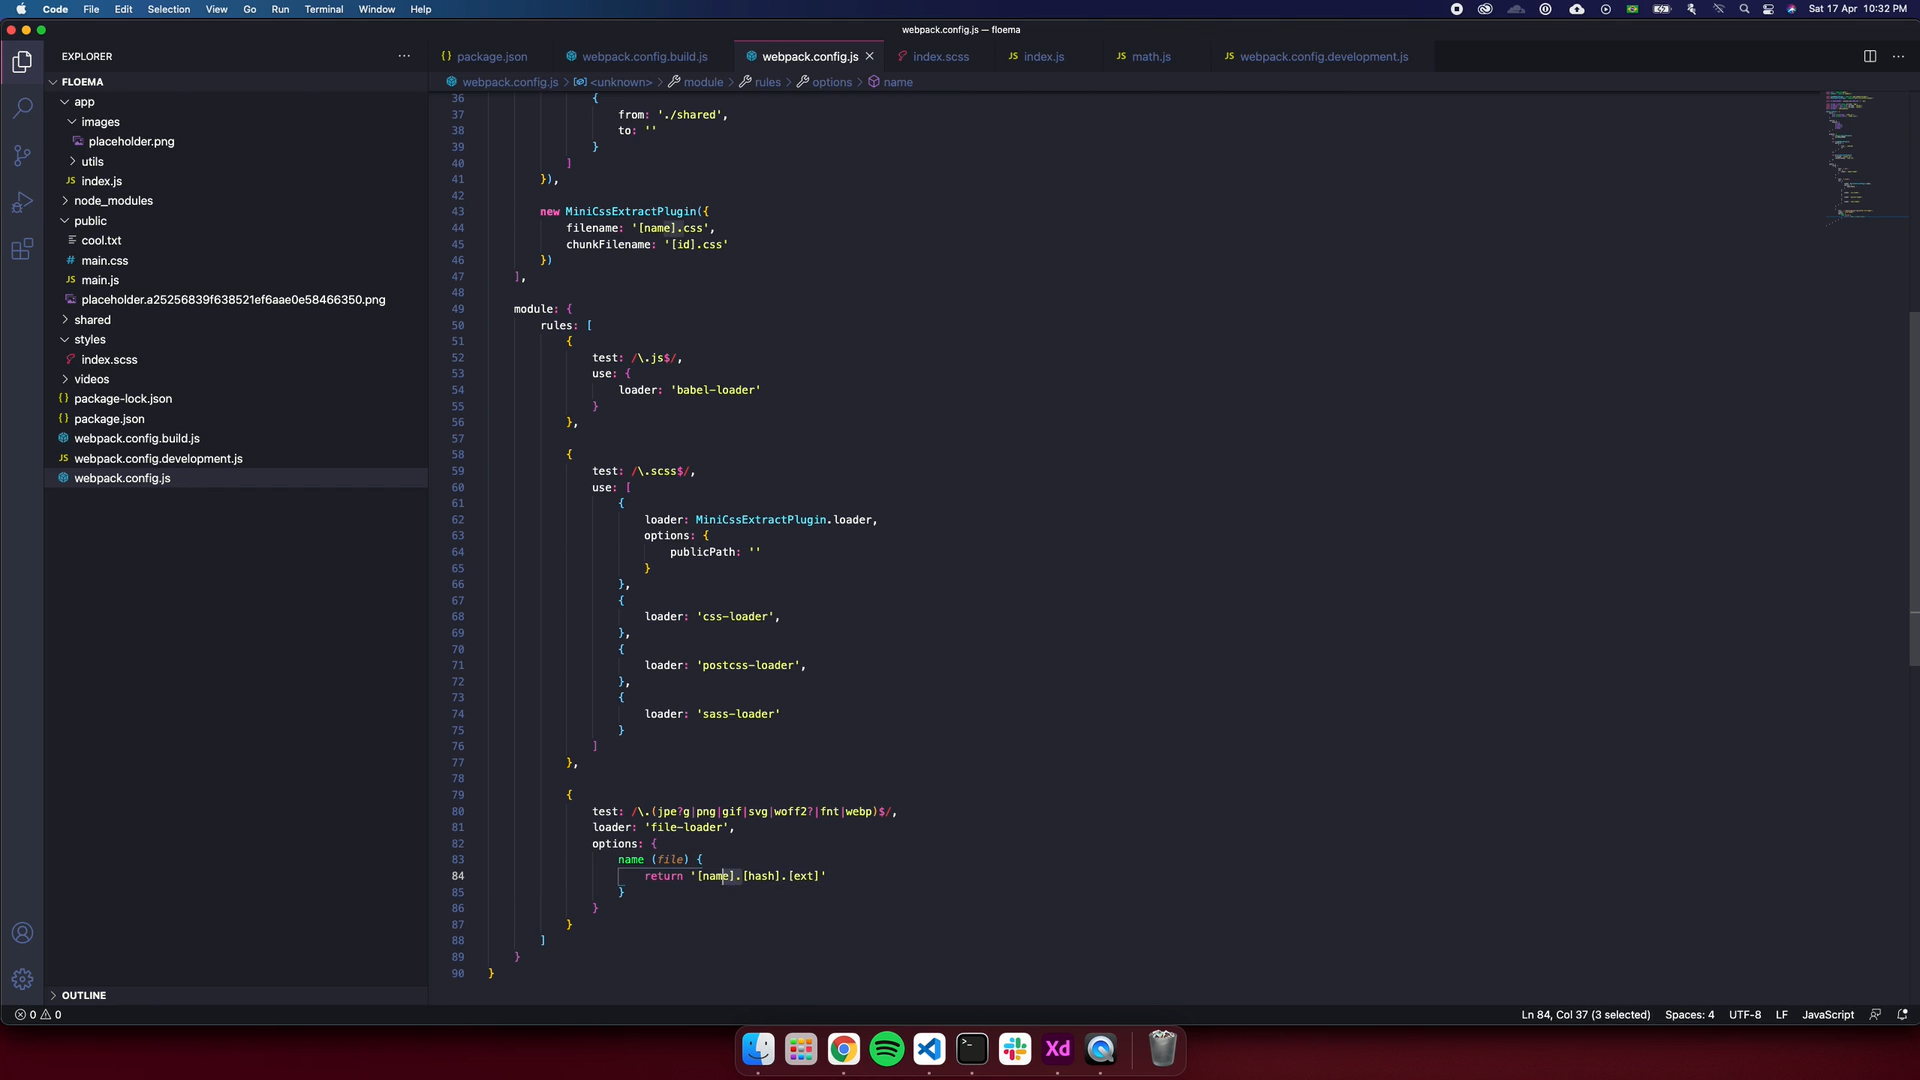 Code File Edit Selection View Go Run Terminal Window Help
Sat 17 Apr 10:32 PM
webpack.config.js — floema
EXPLORER
package.json
webpack.config.build.js
webpack.config.js
index.scss
index.js
math.js
webpack.config.development.js
webpack.config.js > <unknown> > module > rules > options > name
FLOEMA
app
images
placeholder.png
utils
index.js
node_modules
public
cool.txt
main.css
main.js
placeholder.a25256839f638521ef6aae0e58466350.png
shared
styles
index.scss
videos
package-lock.json
package.json
webpack.config.build.js
webpack.config.development.js
webpack.config.js
OUTLINE
36 {
37 from: './shared',
38 to: ''
39 }
40 ]
41 }),
42
43 new MiniCssExtractPlugin({
44 filename: '[name].css',
45 chunkFilename: '[id].css'
46 })
47 ],
48
49 module: {
50 rules: [
51 {
52 test: /\.js$/,
53 use: {
54 loader: 'babel-loader'
55 }
56 },
57
58 {
59 test: /\.scss$/,
60 use: [
61 {
62 loader: MiniCssExtractPlugin.loader,
63 options: {
64 publicPath: ''
65 }
66 },
67 {
68 loader: 'css-loader',
69 },
70 {
71 loader: 'postcss-loader',
72 },
73 {
74 loader: 'sass-loader'
75 }
76 ]
77 },
78
79 {
80 test: /\.(jpe?g|png|gif|svg|woff2?|fnt|webp)$/,
81 loader: 'file-loader',
82 options: {
83 name (file) {
84 return '[name].[hash].[ext]'
85 }
86 }
87 }
88 ]
89 }
90 }
0 0
Ln 84, Col 37 (3 selected) Spaces: 4 UTF-8 LF JavaScript
Xd